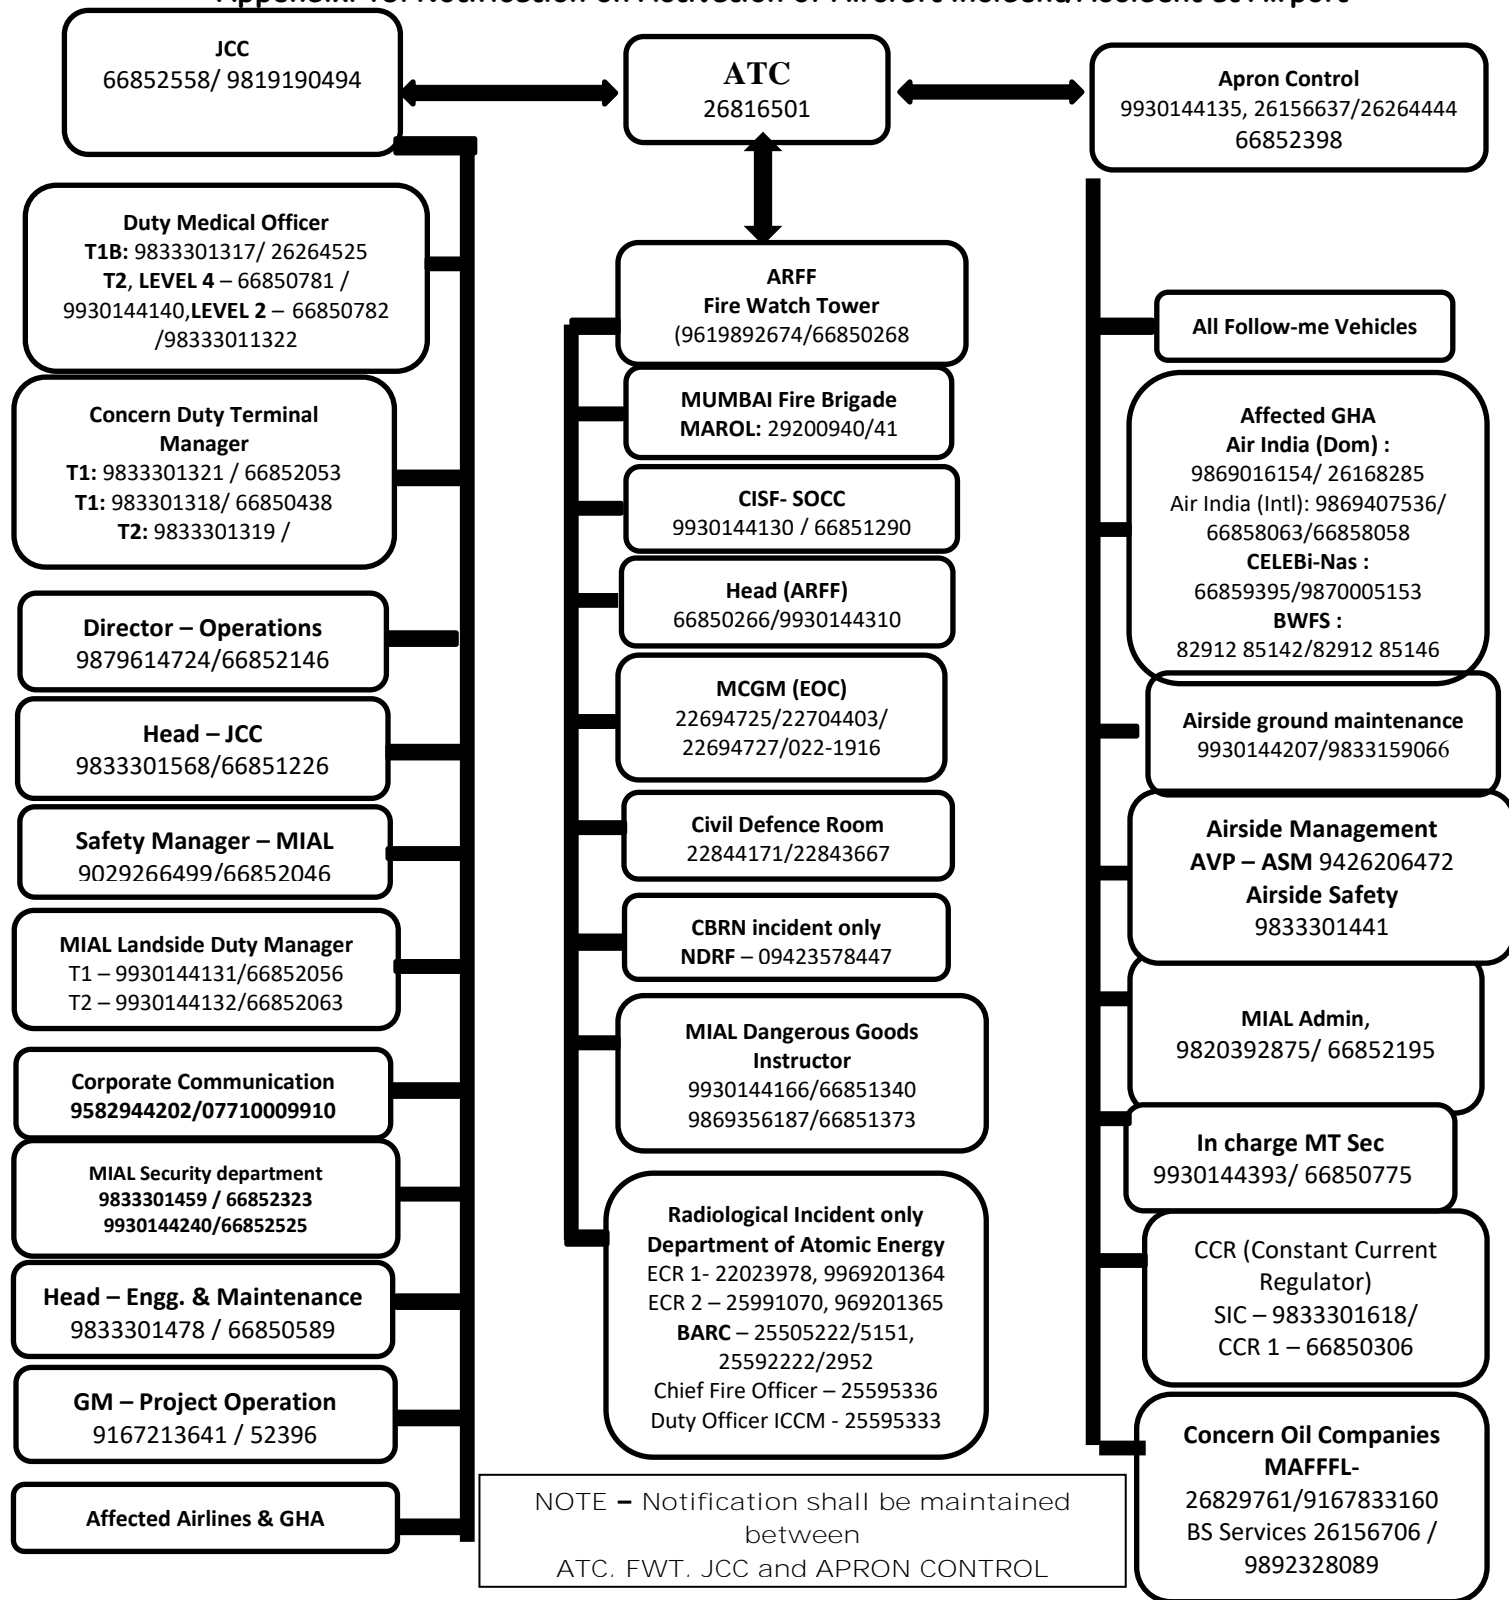 JCC
66852558/ 9819190494
ATC
26816501
Apron Control
9930144135, 26156637/26264444
66852398
Duty Medical Officer
T1B: 9833301317/ 26264525
T2, LEVEL 4 – 66850781 /
9930144140,LEVEL 2 – 66850782
/98333011322
Concern Duty Terminal
Manager
T1: 9833301321 / 66852053
T1: 983301318/ 66850438
T2: 9833301319 /
Director – Operations
9879614724/66852146
Head – JCC
9833301568/66851226
Safety Manager – MIAL
9029266499/66852046
MIAL Landside Duty Manager
T1 – 9930144131/66852056
T2 – 9930144132/66852063
Corporate Communication
9582944202/07710009910
MIAL Security department
9833301459 / 66852323
9930144240/66852525
Head – Engg. & Maintenance
9833301478 / 66850589
GM – Project Operation
9167213641 / 52396
Affected Airlines & GHA
ARFF
Fire Watch Tower
(9619892674/66850268
MUMBAI Fire Brigade
MAROL: 29200940/41
CISF- SOCC
9930144130 / 66851290
Head (ARFF)
66850266/9930144310
MCGM (EOC)
22694725/22704403/
22694727/022-1916
Civil Defence Room
22844171/22843667
CBRN incident only
NDRF – 09423578447
MIAL Dangerous Goods
Instructor
9930144166/66851340
9869356187/66851373
Radiological Incident only
Department of Atomic Energy
ECR 1- 22023978, 9969201364
ECR 2 – 25991070, 969201365
BARC – 25505222/5151,
25592222/2952
Chief Fire Officer – 25595336
Duty Officer ICCM - 25595333
All Follow-me Vehicles
Affected GHA
Air India (Dom) :
9869016154/ 26168285
Air India (Intl): 9869407536/
66858063/66858058
CELEBi-Nas :
66859395/9870005153
BWFS :
82912 85142/82912 85146
Airside ground maintenance
9930144207/9833159066
Airside Management
AVP – ASM 9426206472
Airside Safety
9833301441
MIAL Admin,
9820392875/ 66852195
In charge MT Sec
9930144393/ 66850775
CCR (Constant Current
Regulator)
SIC – 9833301618/
CCR 1 – 66850306
Concern Oil Companies
MAFFFL-
26829761/9167833160
BS Services 26156706 /
9892328089
NOTE – Notification shall be maintained
between
ATC, FWT, JCC and APRON CONTROL